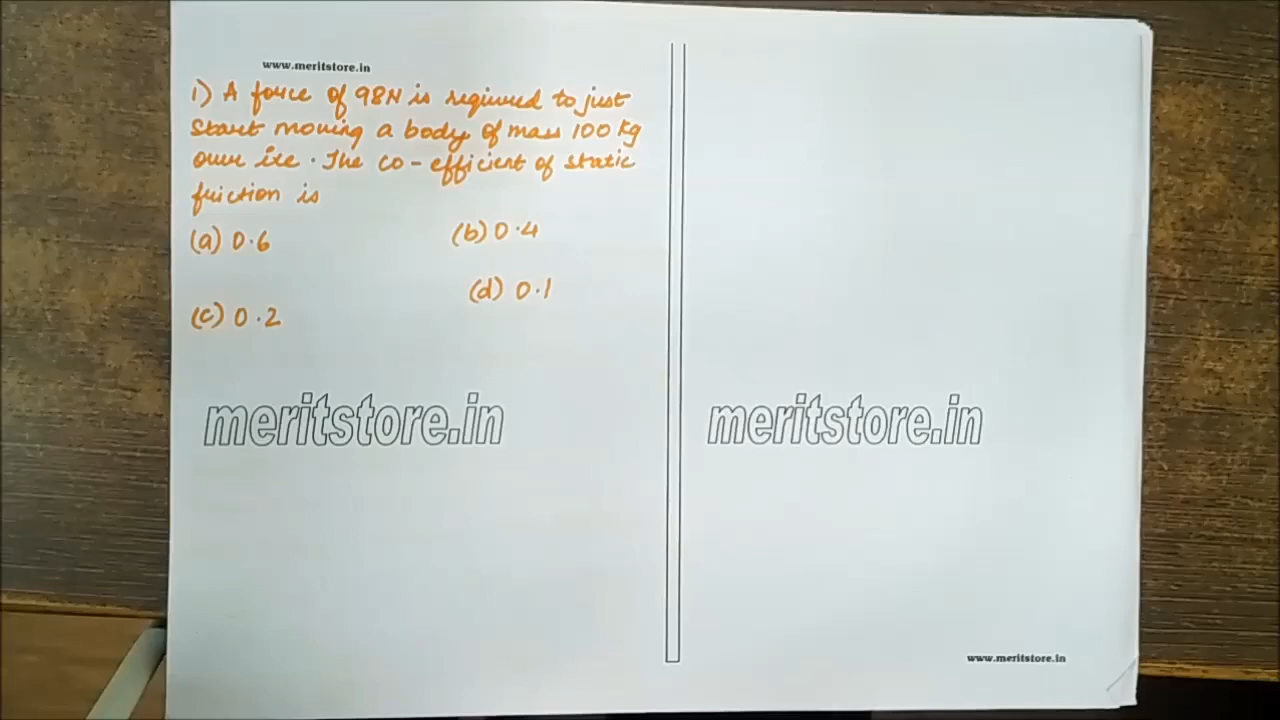 www.meritstore.in
1) A force of 98N is required to just
start moving a body of mass 100 kg
over ice. The co-efficient of static
friction is
(a) 0.6
(b) 0.4
(c) 0.2
(d) 0.1
meritstore.in
meritstore.in
www.meritstore.in